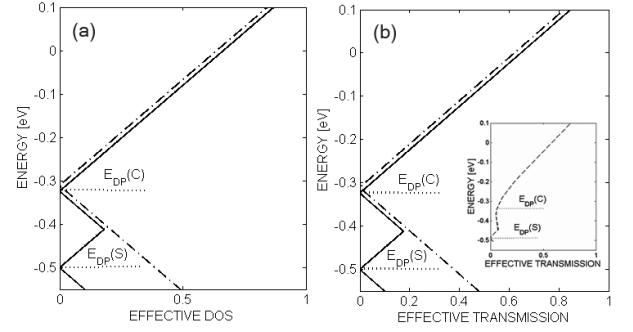 (a)
ENERGY [eV]
0.1
0
-0.1
-0.2
-0.3
-0.4
-0.5
E_DP(C)
E_DP(S)
0 0.5 1
EFFECTIVE DOS
(b)
ENERGY [eV]
0.1
0
-0.1
-0.2
-0.3
-0.4
-0.5
E_DP(C)
E_DP(S)
0 0.2 0.4 0.6 0.8 1
EFFECTIVE TRANSMISSION
ENERGY [eV]
0.1
0
-0.1
-0.2
-0.3
-0.4
-0.5
E_DP(C)
E_DP(S)
0 0.5 1
EFFECTIVE TRANSMISSION